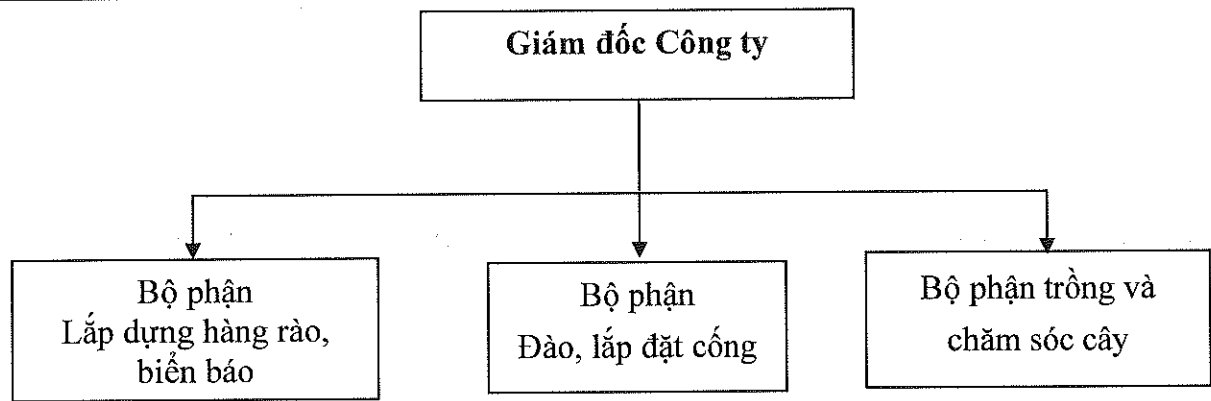 Giám đốc Công ty
Bộ phận
Lắp dựng hàng rào,
biển báo
Bộ phận
Đào, lắp đặt cống
Bộ phận trồng và
chăm sóc cây